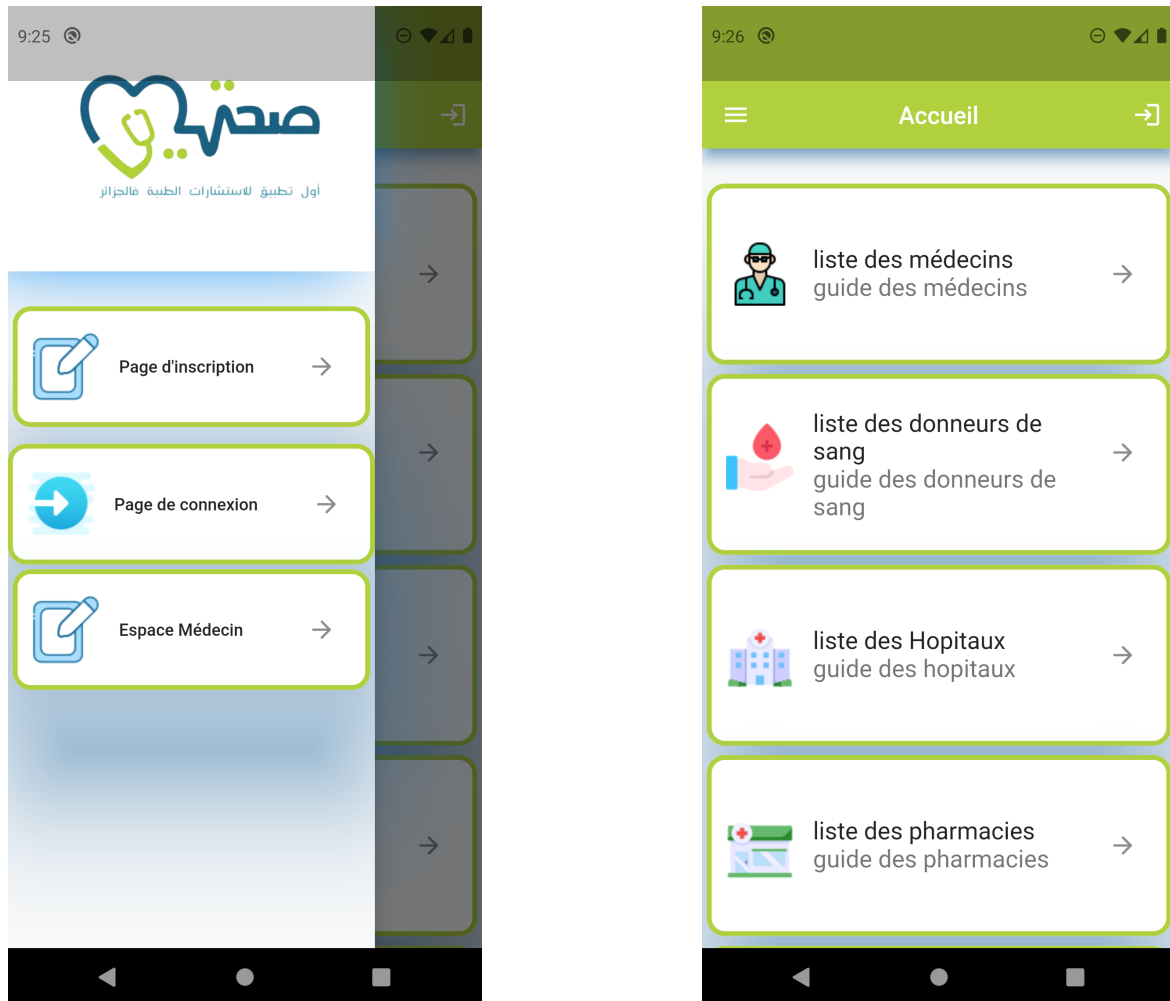 9:25
صحتي
أول تطبيق للاستشارات الطبية فالجزائر
Page d'inscription
Page de connexion
Espace Médecin
9:26
Accueil
liste des médecins
guide des médecins
liste des donneurs de
sang
guide des donneurs de
sang
liste des Hopitaux
guide des hopitaux
liste des pharmacies
guide des pharmacies